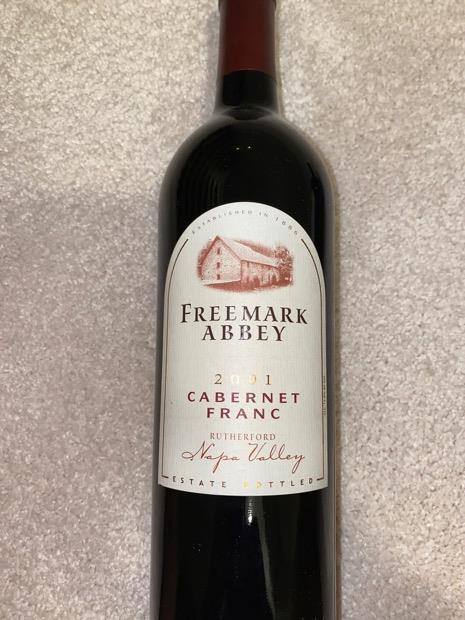 ESTABLISHED IN 1886
FREEMARK
ABBEY
2001
CABERNET
FRANC
RUTHERFORD
Napa Valley
ESTATE BOTTLED